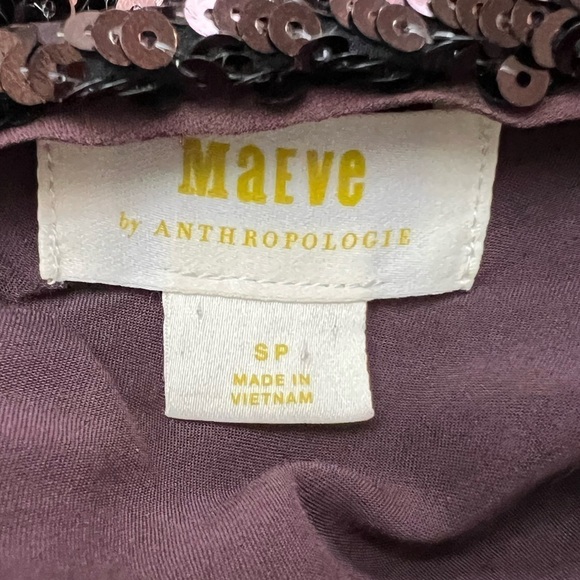 MaEve
by ANTHROPOLOGIE
SP
MADE IN
VIETNAM